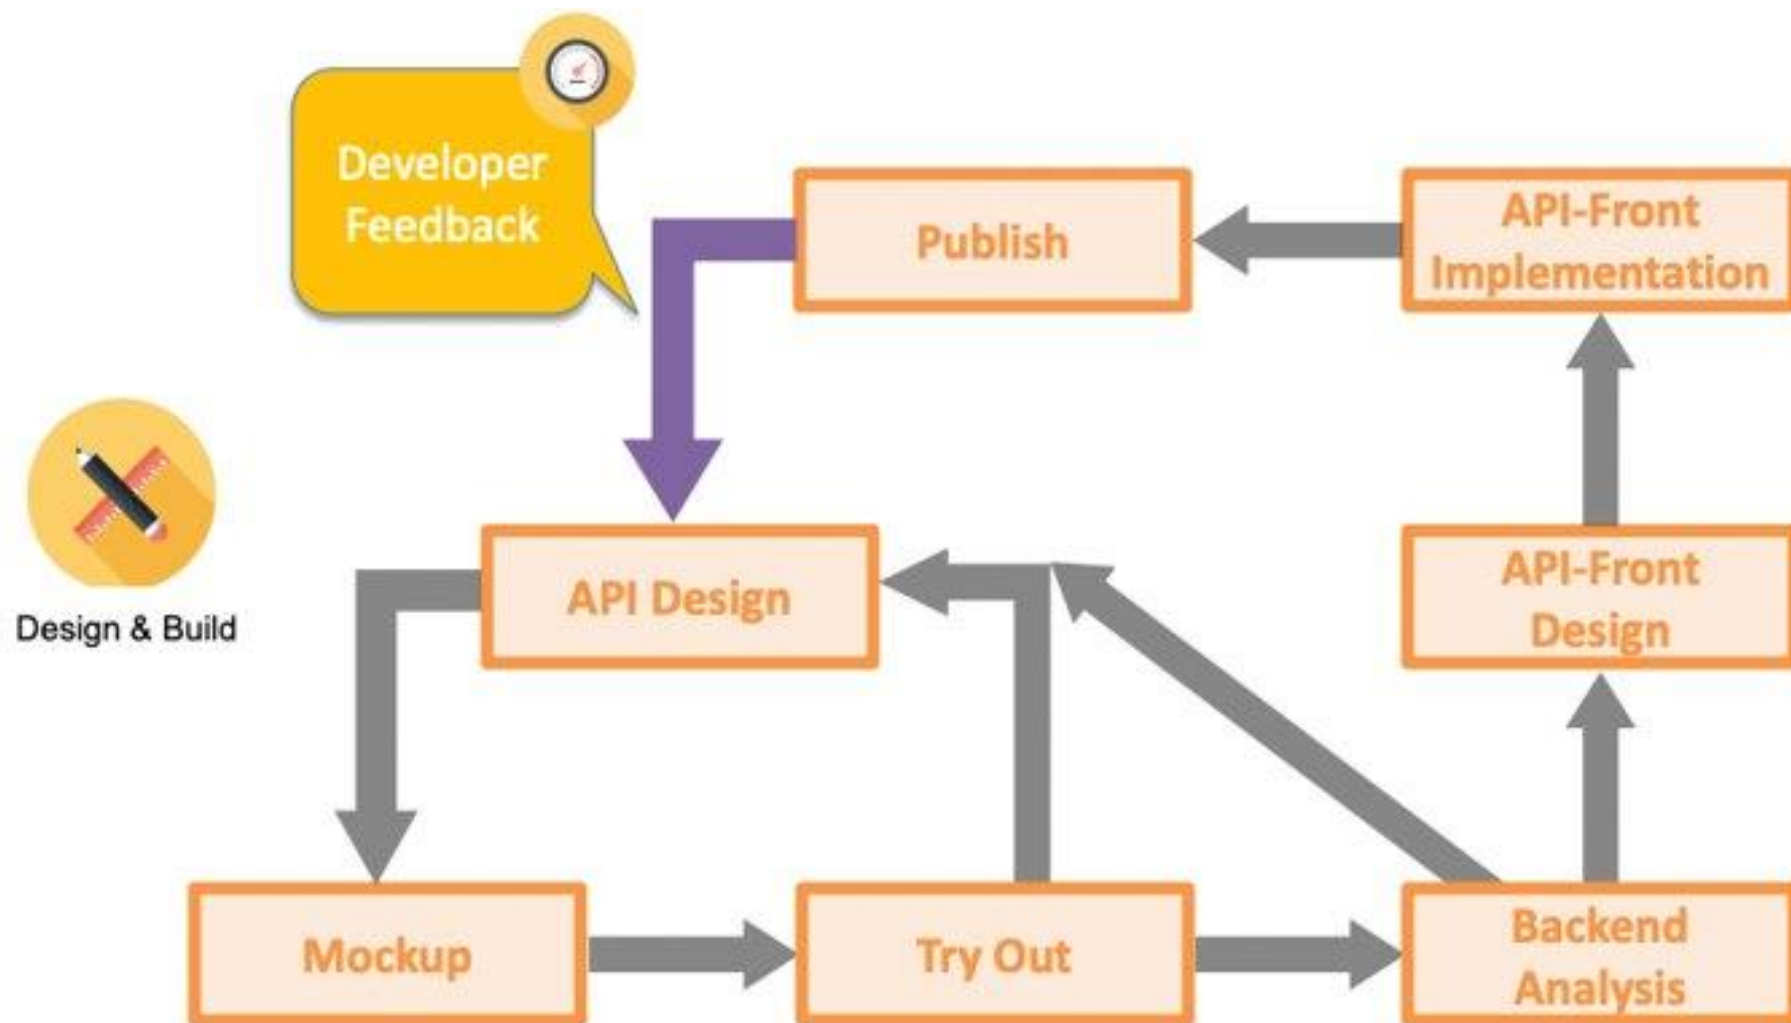 Developer
Feedback
Publish
API-Front
Implementation
Design & Build
API Design
API-Front
Design
Mockup
Try Out
Backend
Analysis